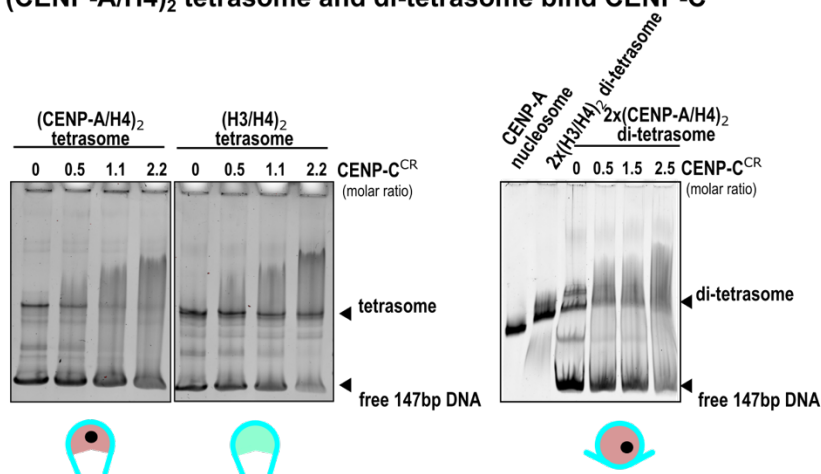 (CENP-A/H4)2 tetrasome and di-tetrasome bind CENP-C
(CENP-A/H4)2
tetrasome
0 0.5 1.1 2.2
(H3/H4)2
tetrasome
0 0.5 1.1 2.2
CENP-CCR
(molar ratio)
tetrasome
free 147bp DNA
CENP-A
nucleosome
2x(H3/H4)2 di-tetrasome
2x(CENP-A/H4)2
di-tetrasome
0 0.5 1.5 2.5
CENP-CCR
(molar ratio)
di-tetrasome
free 147bp DNA